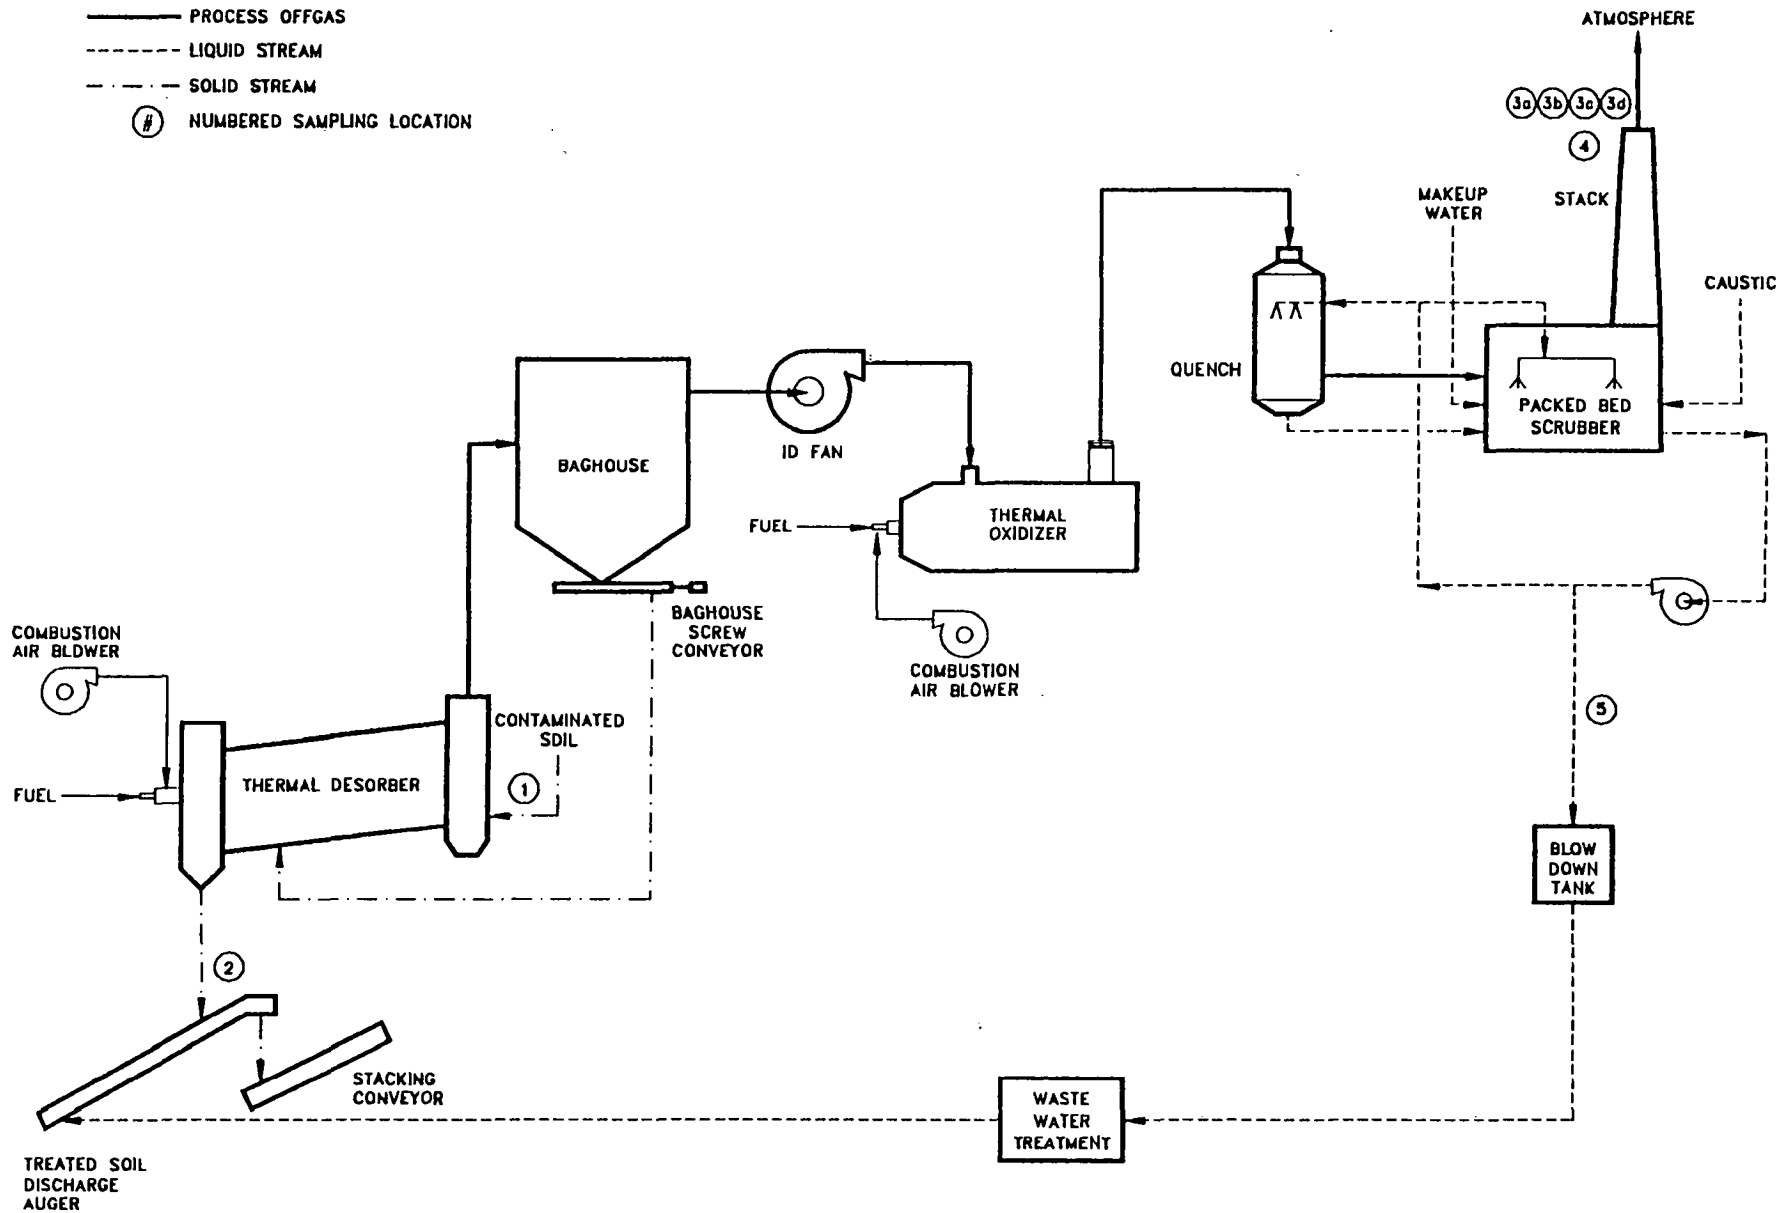 PROCESS OFFGAS
LIQUID STREAM
SOLID STREAM
# NUMBERED SAMPLING LOCATION
ATMOSPHERE
3a 3b 3c 3d
4
STACK
MAKEUP
WATER
CAUSTIC
QUENCH
PACKED BED
SCRUBBER
BAGHOUSE
ID FAN
FUEL
THERMAL
OXIDIZER
BAGHOUSE
SCREW
CONVEYOR
COMBUSTION
AIR BLOWER
COMBUSTION
AIR BLOWER
CONTAMINATED
SOIL
1
THERMAL DESORBER
FUEL
5
BLOW
DOWN
TANK
2
STACKING
CONVEYOR
WASTE
WATER
TREATMENT
TREATED SOIL
DISCHARGE
AUGER